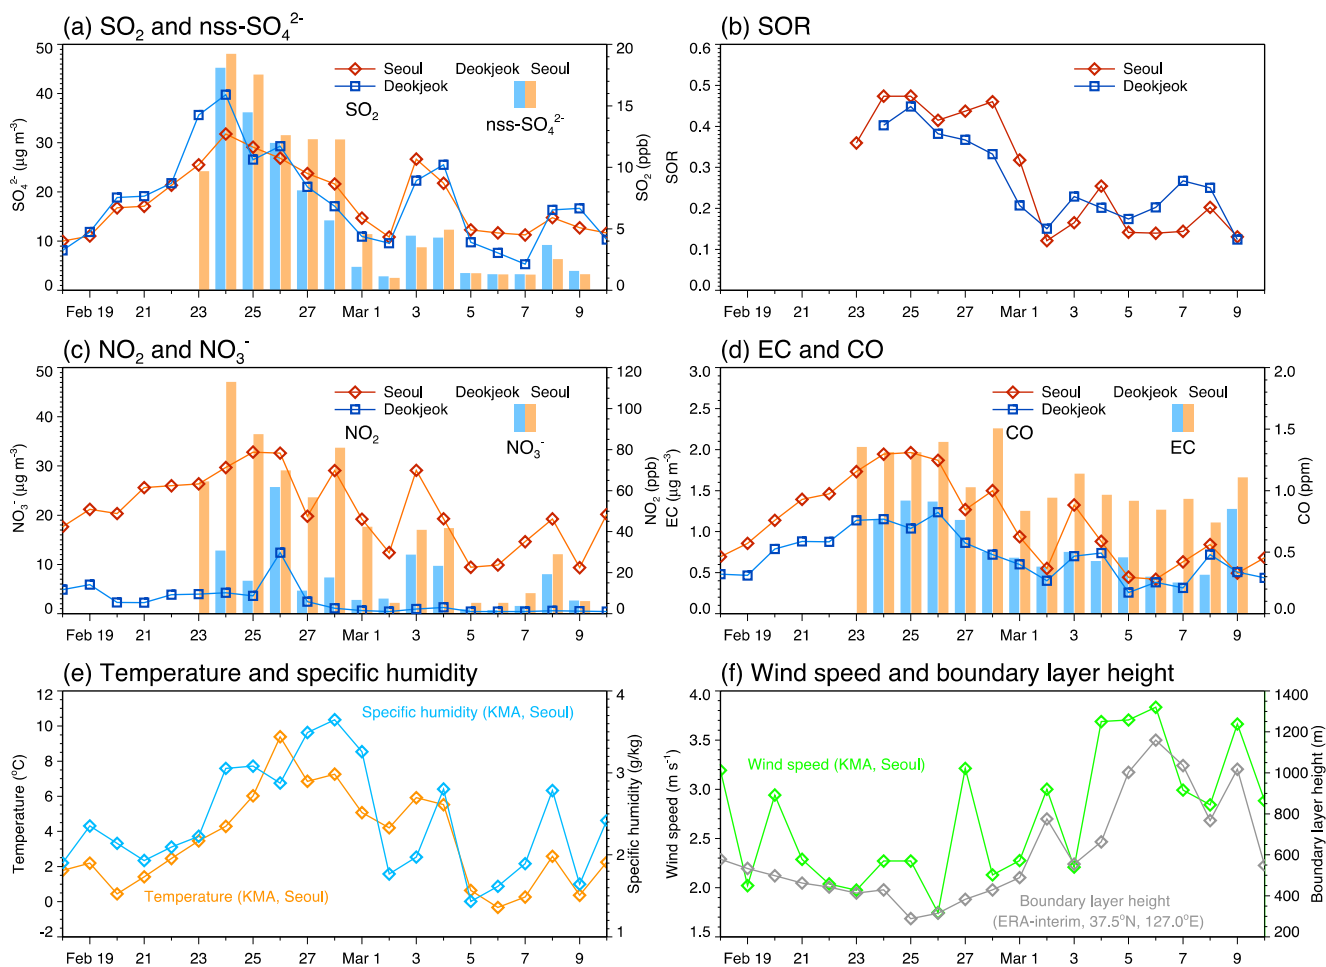 (a) SO₂ and nss-SO₄²⁻
50
40
30
20
10
0
SO₄²⁻ (µg m⁻³)
20
15
10
5
0
SO₂ (ppb)
Seoul
Deokjeok
SO₂
Deokjeok Seoul
nss-SO₄²⁻
Feb 19 21 23 25 27 Mar 1 3 5 7 9
(b) SOR
0.6
0.5
0.4
0.3
0.2
0.1
0.0
SOR
Seoul
Deokjeok
Feb 19 21 23 25 27 Mar 1 3 5 7 9
(c) NO₂ and NO₃⁻
50
40
30
20
10
0
NO₃⁻ (µg m⁻³)
120
100
80
60
40
20
0
NO₂ (ppb)
Seoul
Deokjeok
NO₂
Deokjeok Seoul
NO₃⁻
Feb 19 21 23 25 27 Mar 1 3 5 7 9
(d) EC and CO
3.0
2.5
2.0
1.5
1.0
0.5
0.0
EC (µg m⁻³)
2.0
1.5
1.0
0.5
0.0
CO (ppm)
Seoul
Deokjeok
CO
Deokjeok Seoul
EC
Feb 19 21 23 25 27 Mar 1 3 5 7 9
(e) Temperature and specific humidity
12
10
8
6
4
2
0
-2
Temperature (°C)
4
3
2
1
Specific humidity (g/kg)
Specific humidity (KMA, Seoul)
Temperature (KMA, Seoul)
Feb 19 21 23 25 27 Mar 1 3 5 7 9
(f) Wind speed and boundary layer height
4.0
3.5
3.0
2.5
2.0
1.5
Wind speed (m s⁻¹)
1400
1200
1000
800
600
400
200
Boundary layer height (m)
Wind speed (KMA, Seoul)
Boundary layer height
(ERA-interim, 37.5°N, 127.0°E)
Feb 19 21 23 25 27 Mar 1 3 5 7 9